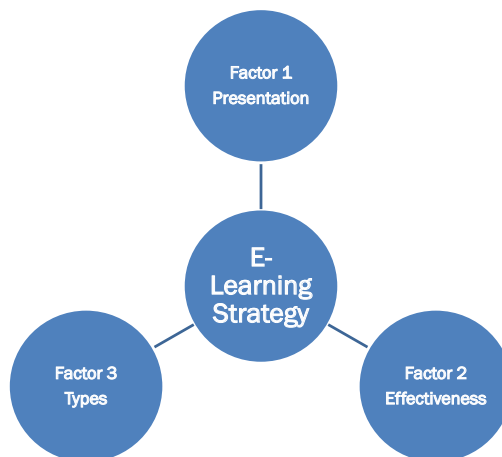 Factor 1
Presentation
E-
Learning
Strategy
Factor 3
Types
Factor 2
Effectiveness